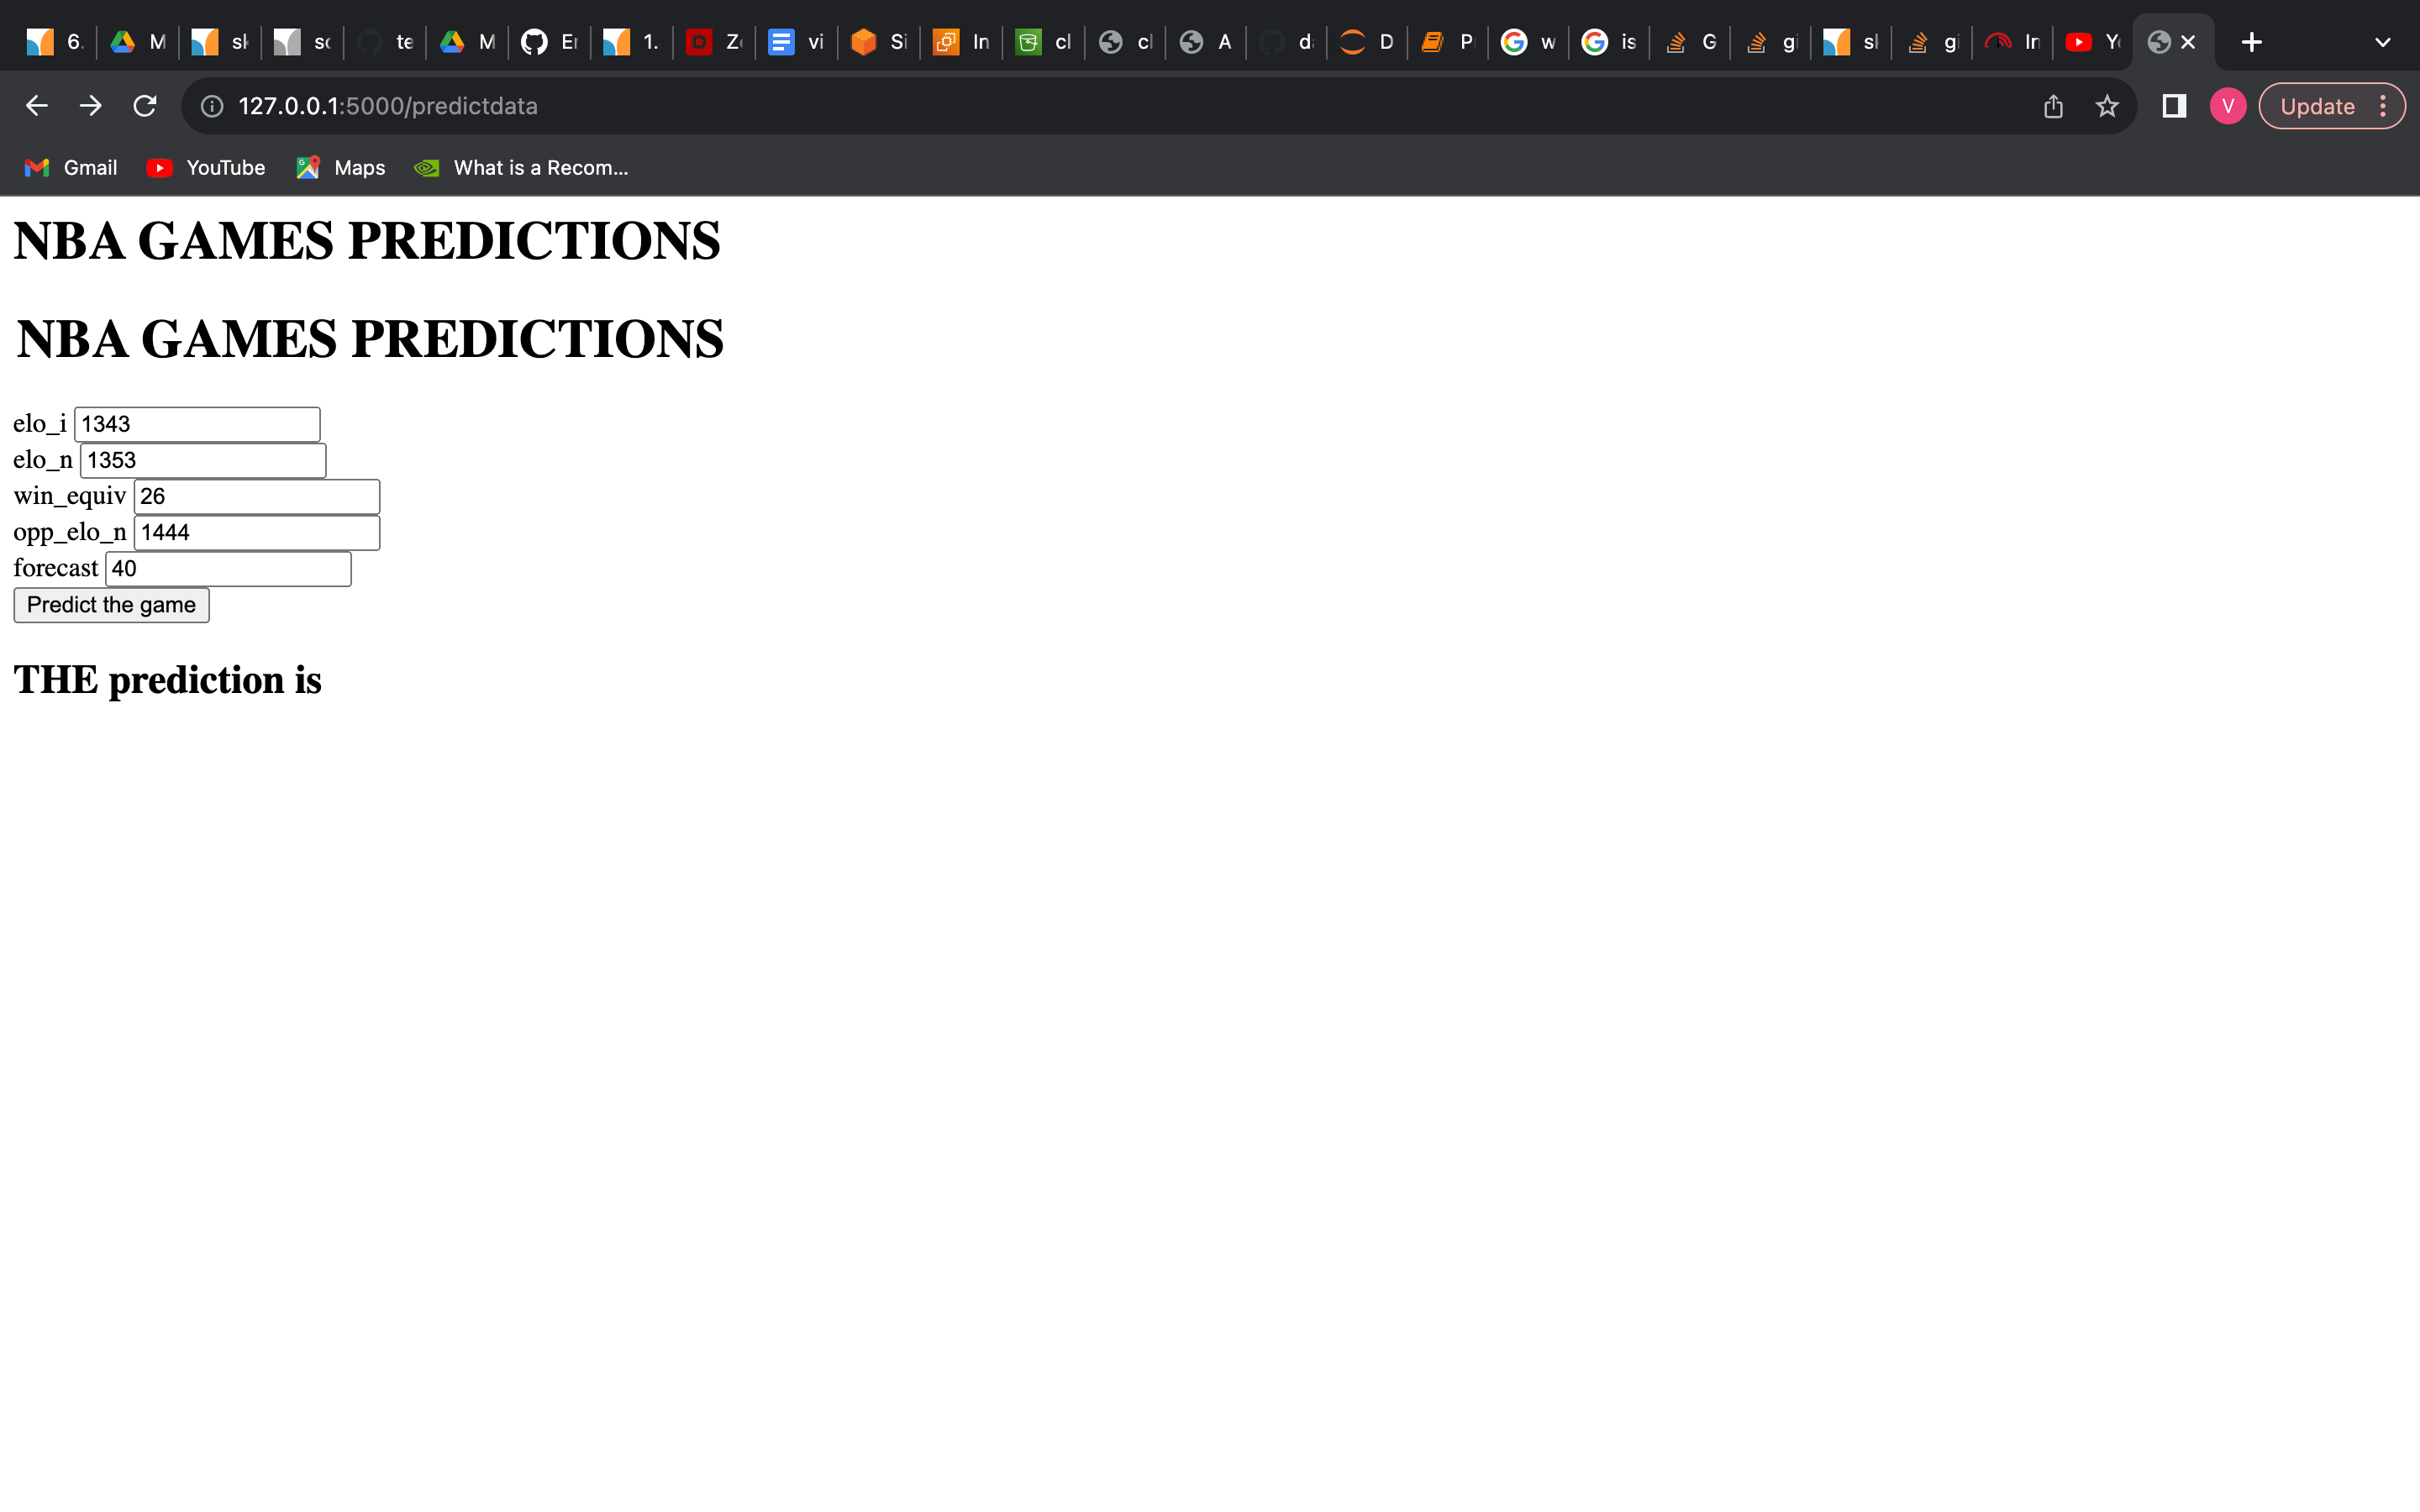 6. M sk sc te M Er 1. Zo vi Si In cl cl A d P w is G gi sl gi In Yo
127.0.0.1:5000/predictdata Update
V
Gmail YouTube Maps What is a Recom...
NBA GAMES PREDICTIONS
NBA GAMES PREDICTIONS
elo_i 1343
elo_n 1353
win_equiv 26
opp_elo_n 1444
forecast 40
Predict the game
THE prediction is